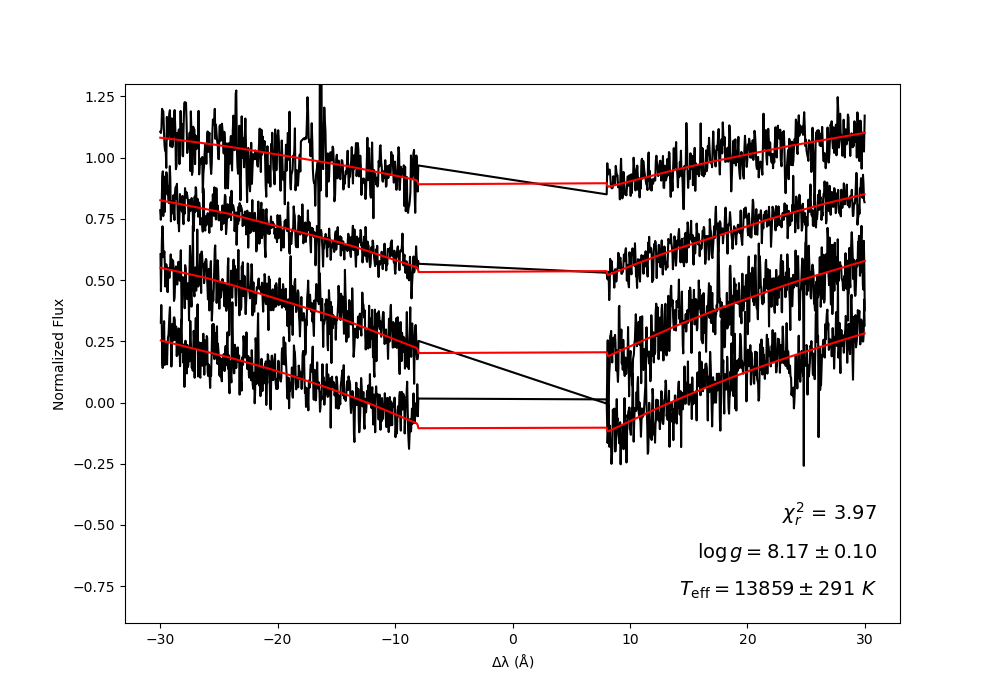 1.25
1.00
0.75
0.50
0.25
0.00
−0.25
−0.50
−0.75
Normalized Flux
χ²ᵣ = 3.97
log g = 8.17 ± 0.10
T_eff = 13859 ± 291 K
−30 −20 −10 0 10 20 30
Δλ (Å)